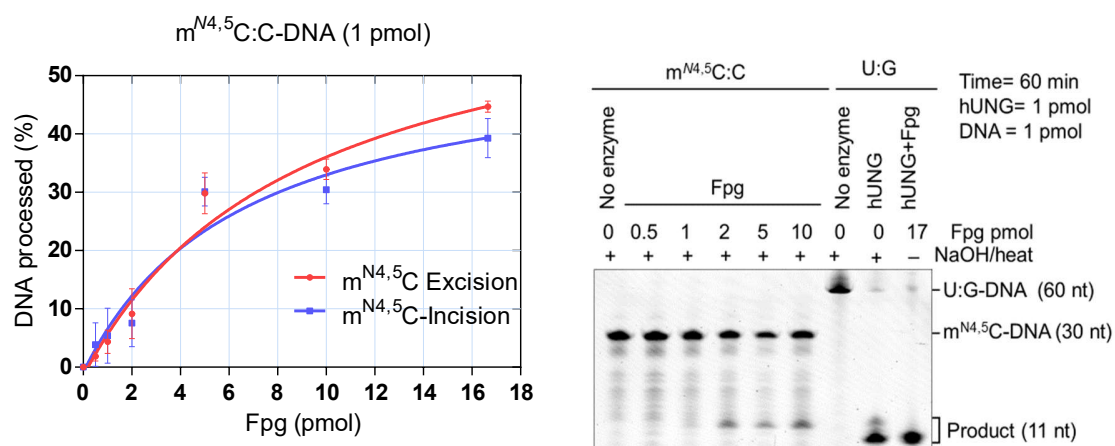 m^N4,5C:C-DNA (1 pmol)
DNA processed (%)
50
40
30
20
10
0
m^N4,5C Excision
m^N4,5C-Incision
0 2 4 6 8 10 12 14 16 18
Fpg (pmol)
m^N4,5C:C U:G
Time= 60 min
hUNG= 1 pmol
DNA = 1 pmol
No enzyme
Fpg
No enzyme
hUNG
hUNG+Fpg
0 0.5 1 2 5 10 0 0 17 Fpg pmol
+ + + + + + + + – NaOH/heat
U:G-DNA (60 nt)
m^N4,5C-DNA (30 nt)
Product (11 nt)